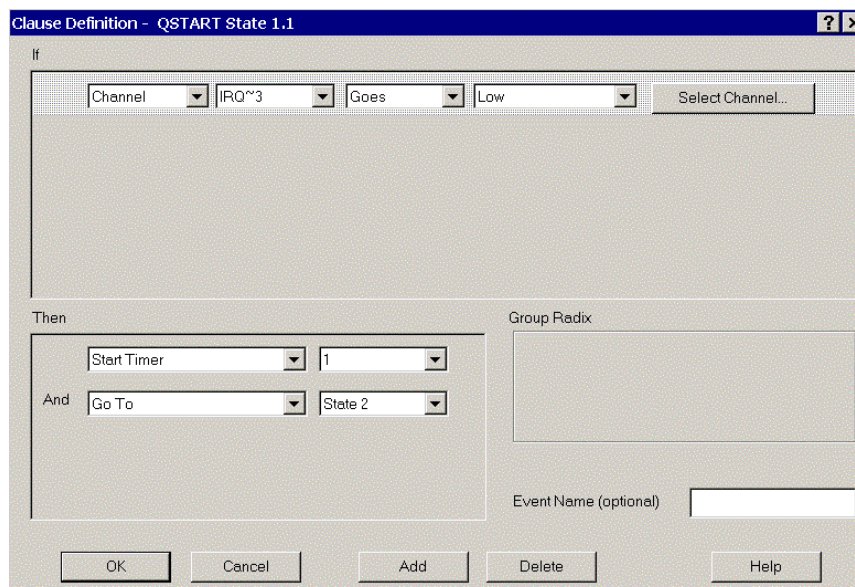 Clause Definition - QSTART State 1.1
If
Channel IRQ~3 Goes Low Select Channel...
Then
Group Radix
Start Timer 1
And Go To State 2
Event Name (optional)
OK Cancel Add Delete Help